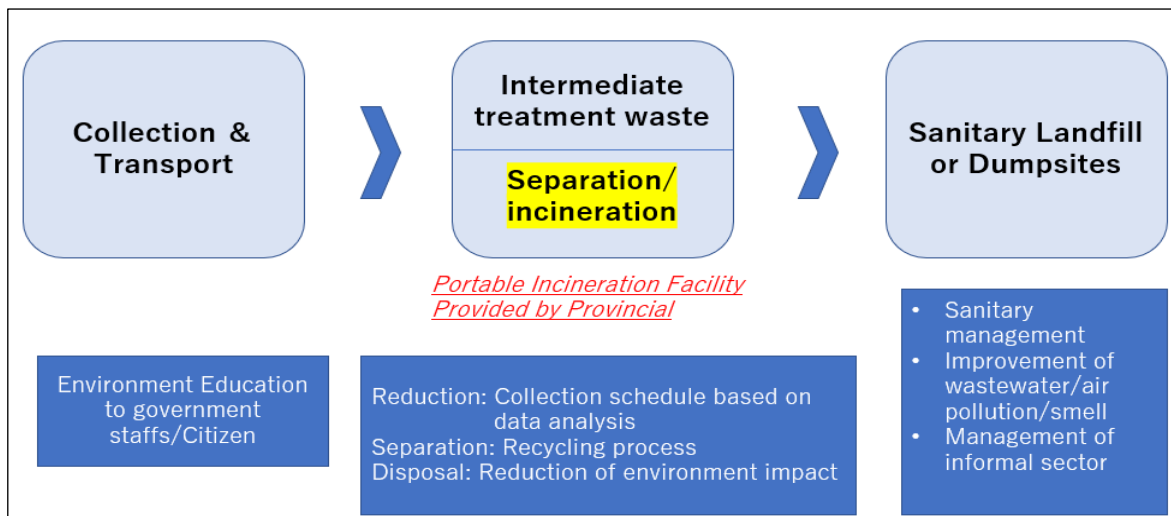 Collection &
Transport
Intermediate
treatment waste
Separation/
incineration
Sanitary Landfill
or Dumpsites
Portable Incineration Facility
Provided by Provincial
Environment Education
to government
staffs/Citizen
Reduction: Collection schedule based on
data analysis
Separation: Recycling process
Disposal: Reduction of environment impact
• Sanitary
management
• Improvement of
wastewater/air
pollution/smell
• Management of
informal sector